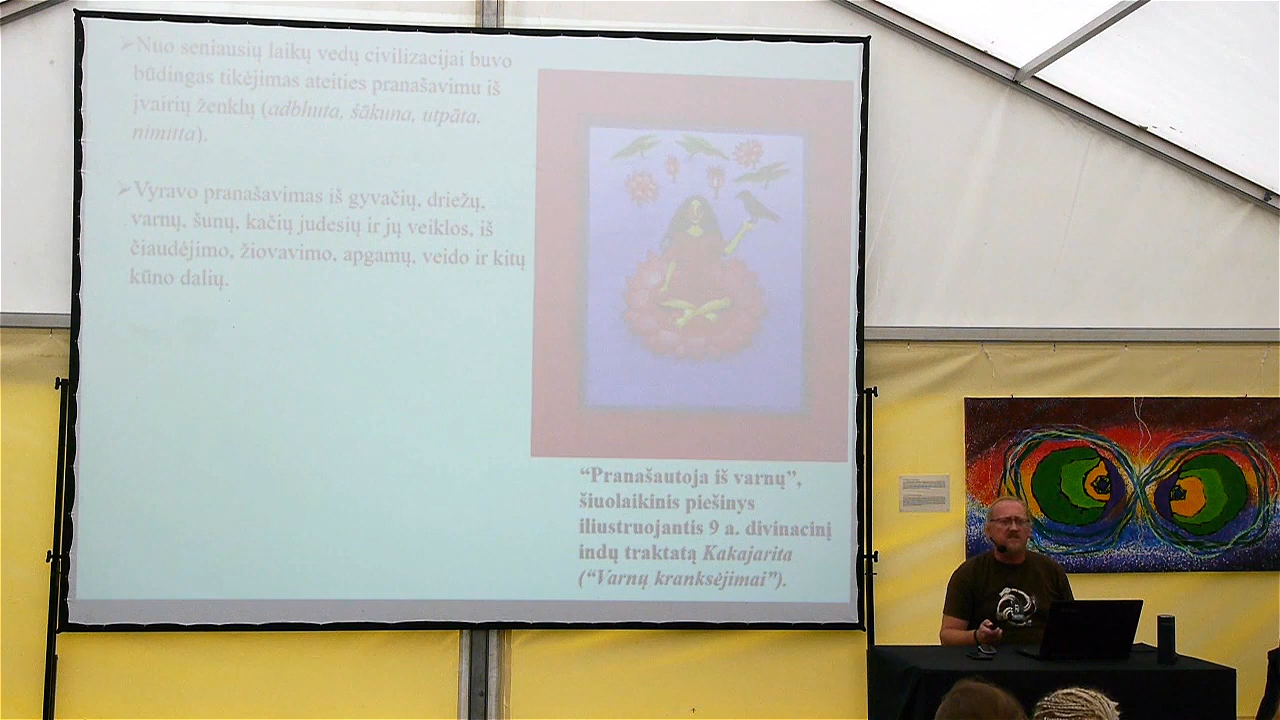 ➢Nuo seniausių laikų vedų civilizacijai buvo
būdingas tikėjimas ateities pranašavimu iš
įvairių ženklų (adbhuta, śākuna, utpāta.
nimitta).
➢Vyravo pranašavimas iš gyvačių, driežų,
varnų, šunų, kačių judesių ir jų veiklos, iš
čiaudėjimo, žiovavimo, apgamų, veido ir kitų
kūno dalių.
“Pranašautoja iš varnų”,
šiuolaikinis piešinys
iliustruojantis 9 a. divinacinį
indų traktatą Kakajarita
(“Varnų kranksėjimai”).